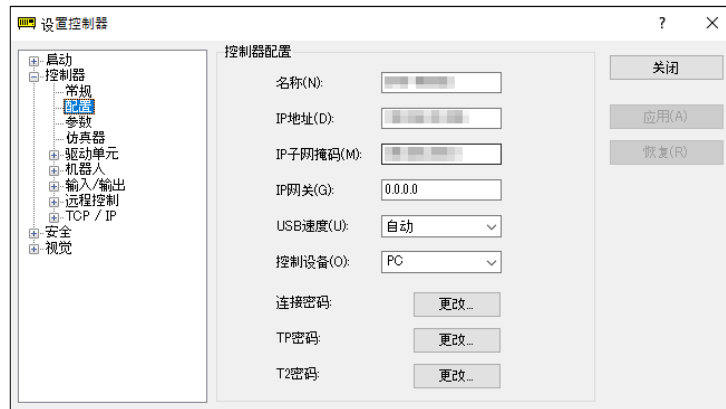 设置控制器
启动
控制器
常规
配置
参数
仿真器
驱动单元
机器人
输入/输出
远程控制
TCP / IP
安全
视觉
控制器配置
名称(N):
IP地址(D):
IP子网掩码(M):
IP网关(G): 0.0.0.0
USB速度(U): 自动
控制设备(O): PC
连接密码: 更改...
TP密码: 更改...
T2密码: 更改...
关闭
应用(A)
恢复(R)